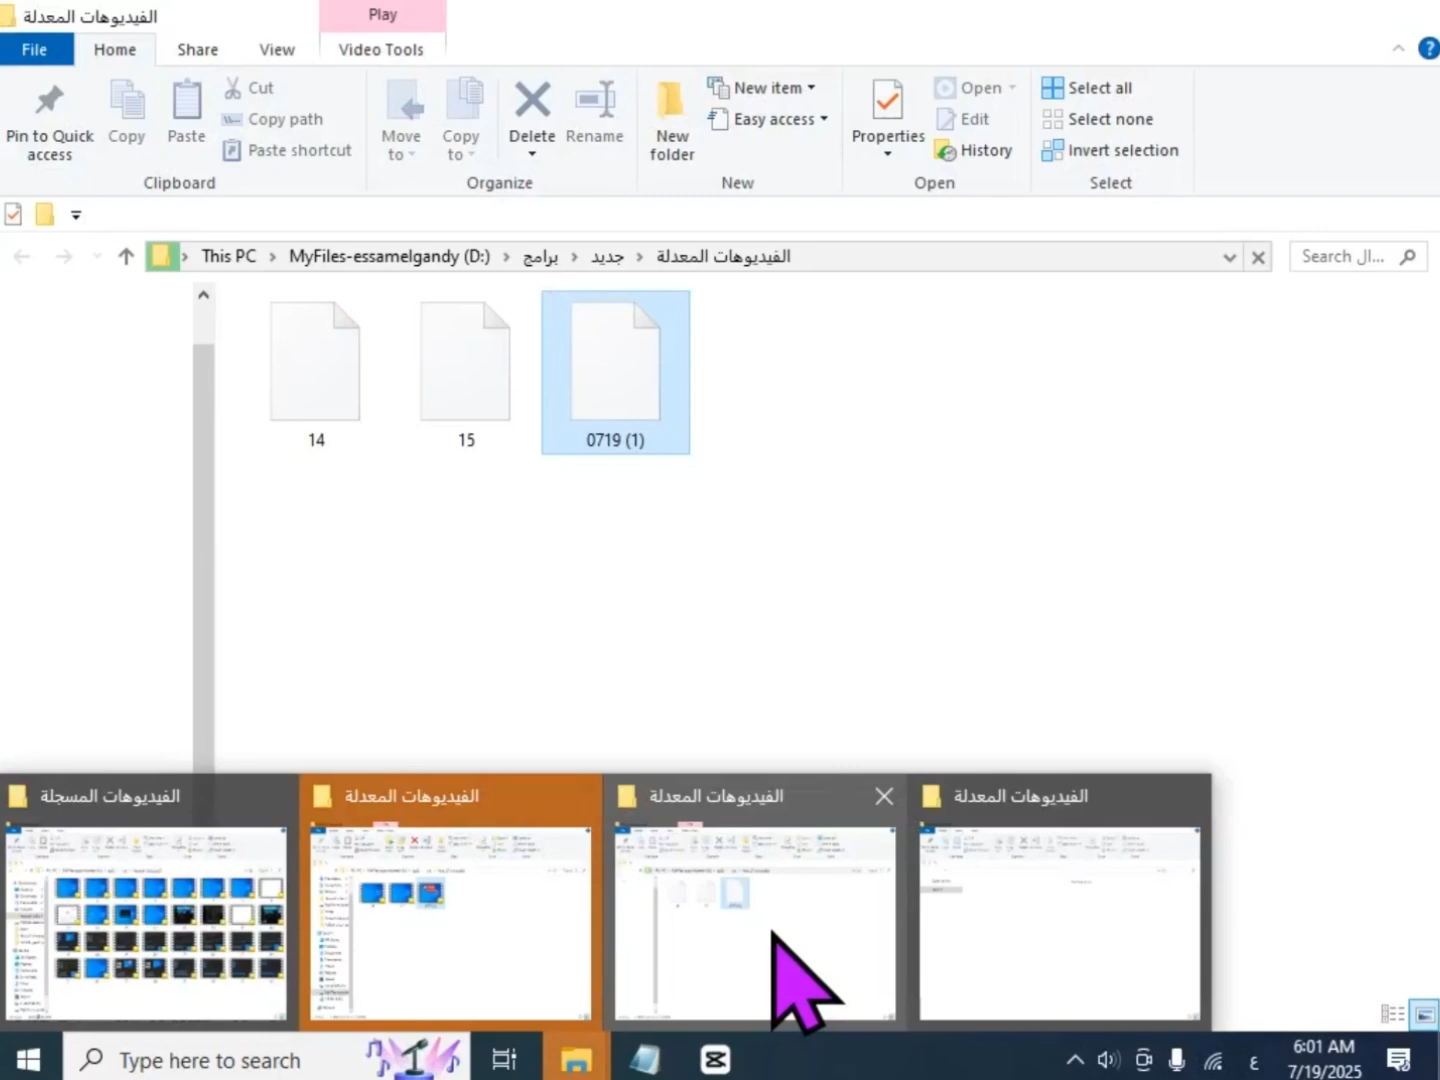 الفيديوهات المعدلة
Play
File Home Share View Video Tools
Pin to Quick access
Copy
Paste
Cut
Copy path
Paste shortcut
Clipboard
Move to
Copy to
Delete
Rename
Organize
New folder
New item
Easy access
New
Properties
Open
Edit
History
Open
Select all
Select none
Invert selection
Select
This PC › MyFiles-essamelgandy (D:) › برامج › جديد › الفيديوهات المعدلة
Search ال...
14
15
0719 (1)
الفيديوهات المسجلة
الفيديوهات المعدلة
الفيديوهات المعدلة
الفيديوهات المعدلة
Type here to search
ع
6:01 AM
7/19/2025